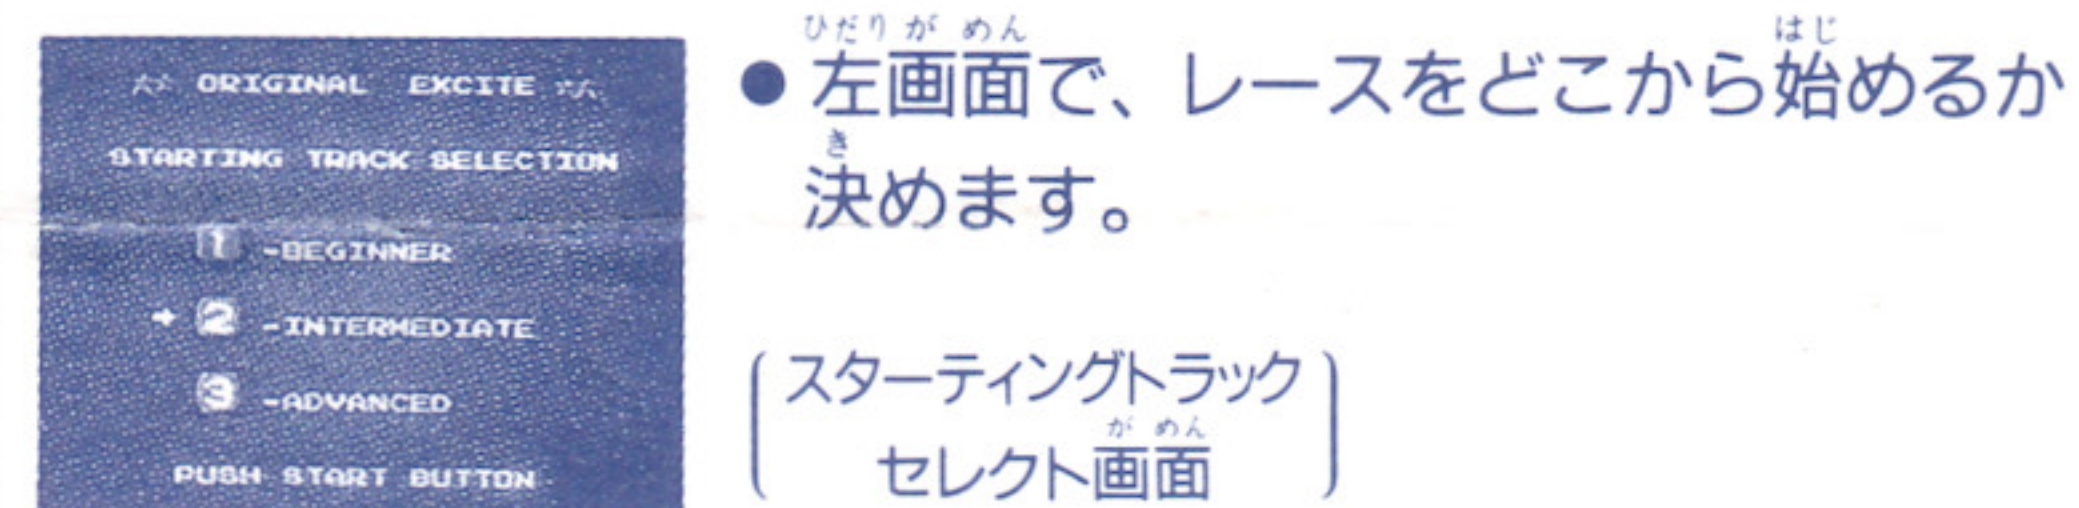 ORIGINAL EXCITE
STARTING TRACK SELECTION
1 -BEGINNER
→ 2 -INTERMEDIATE
3 -ADVANCED
PUSH START BUTTON
ひだり が めん はじ
● 左画面で、レースをどこから始めるか
き
決めます。
スターティングトラック
が めん
セレクト画面